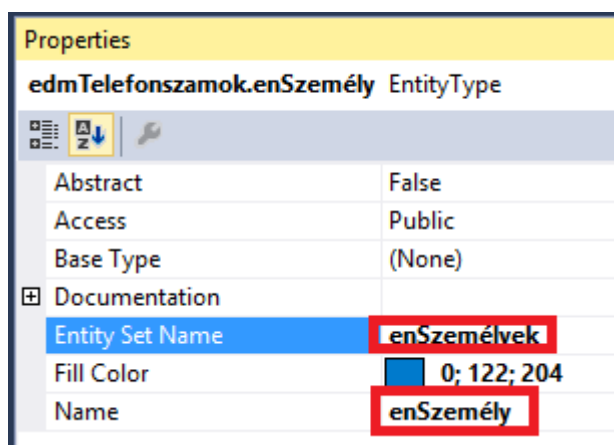 Properties
edmTelefonszamok.enSzemély EntityType
Abstract False
Access Public
Base Type (None)
Documentation
Entity Set Name enSzemélyek
Fill Color 0; 122; 204
Name enSzemély